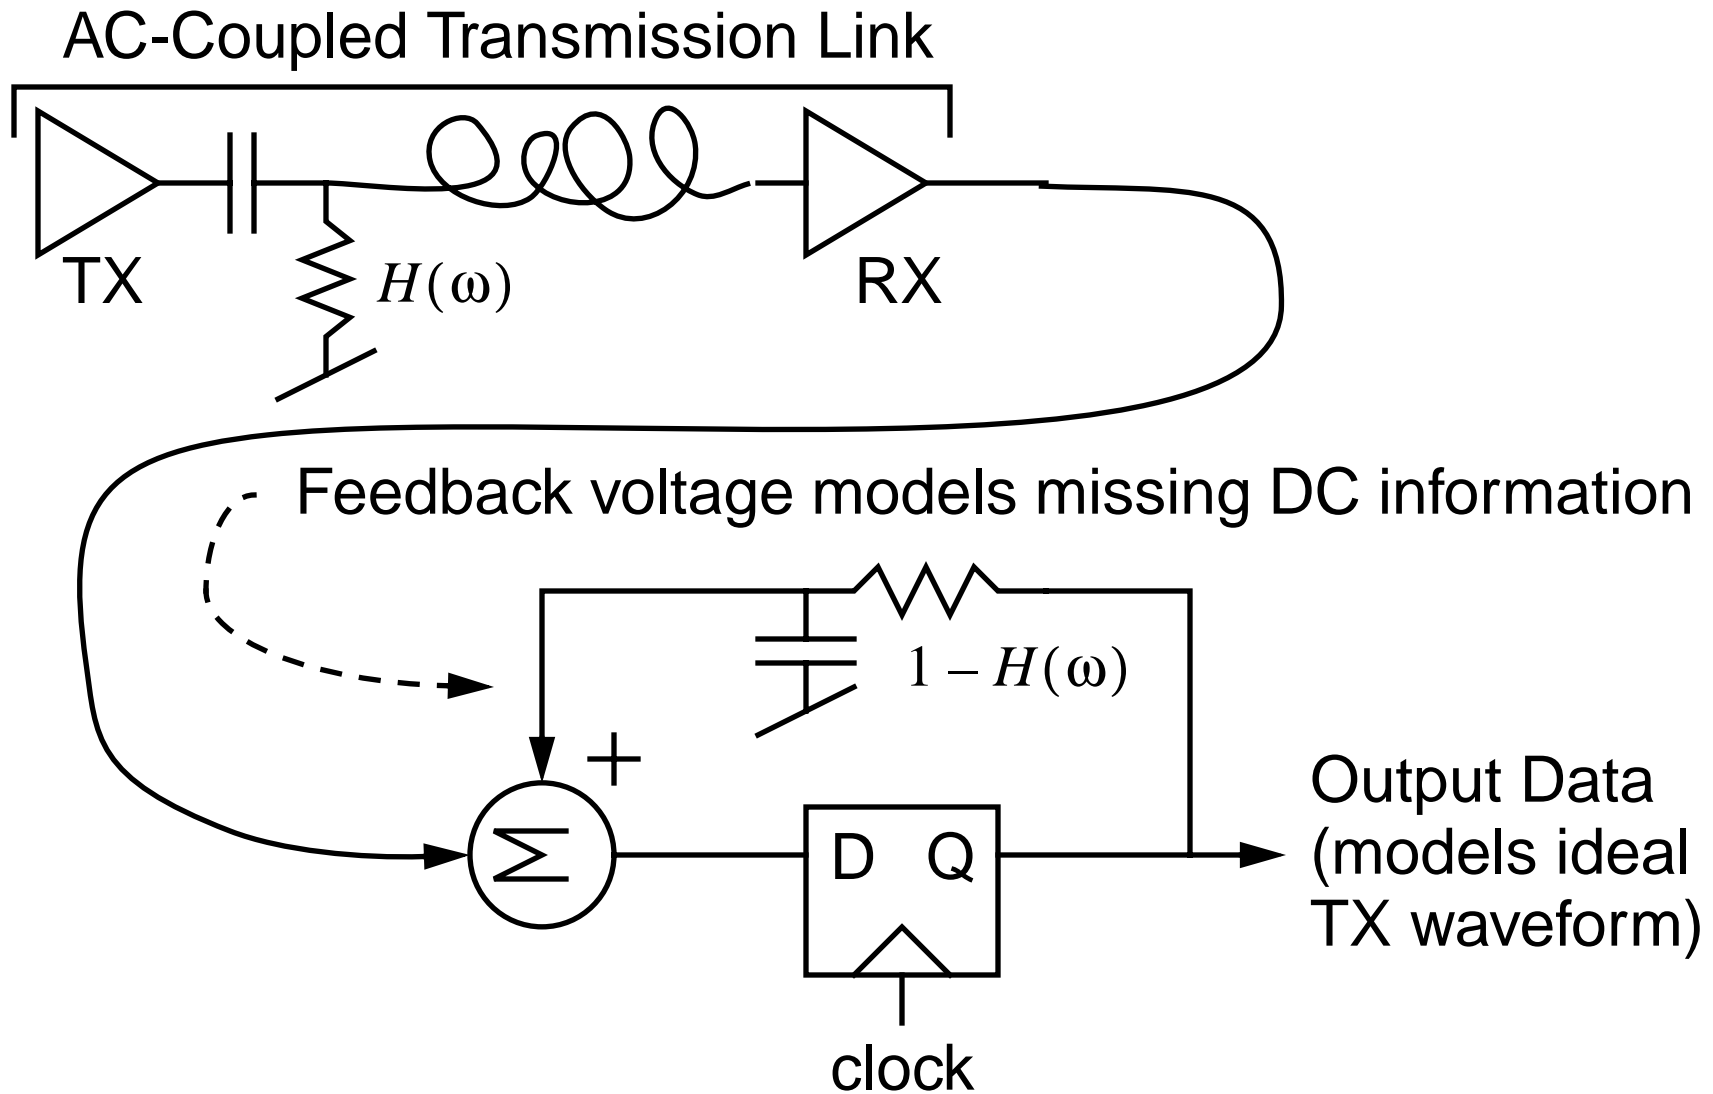 AC-Coupled Transmission Link
TX
H(ω)
RX
Feedback voltage models missing DC information
1 – H(ω)
+
Σ
D Q
Output Data
(models ideal
TX waveform)
clock